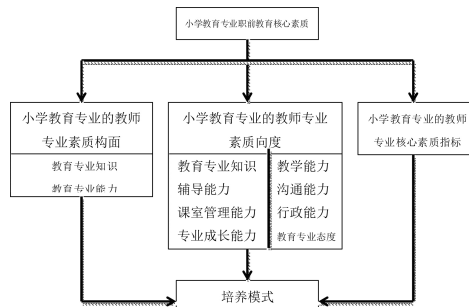 小学教育专业职前教育核心素质
小学教育专业的教师
专业素质构面
教育专业知识
教育专业能力
小学教育专业的教师专业
素质向度
教育专业知识
辅导能力
课室管理能力
专业成长能力
教学能力
沟通能力
行政能力
教育专业态度
小学教育专业的教师
专业核心素质指标
培养模式